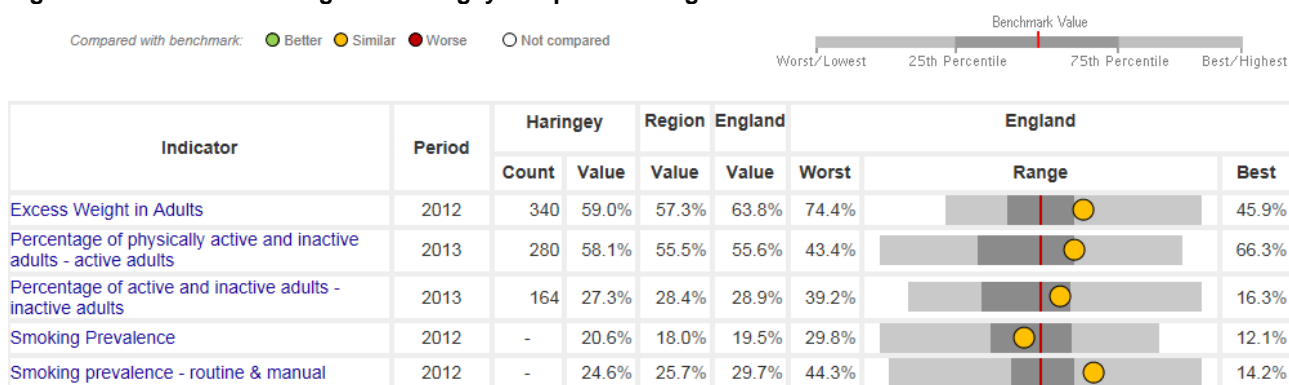 Compared with benchmark: Better Similar Worse Not compared
Benchmark Value
Worst/Lowest 25th Percentile 75th Percentile Best/Highest
Indicator Period Haringey Region England England
Count Value Value Value Worst Range Best
Excess Weight in Adults 2012 340 59.0% 57.3% 63.8% 74.4% 45.9%
Percentage of physically active and inactive
adults - active adults 2013 280 58.1% 55.5% 55.6% 43.4% 66.3%
Percentage of active and inactive adults -
inactive adults 2013 164 27.3% 28.4% 28.9% 39.2% 16.3%
Smoking Prevalence 2012 - 20.6% 18.0% 19.5% 29.8% 12.1%
Smoking prevalence - routine & manual 2012 - 24.6% 25.7% 29.7% 44.3% 14.2%